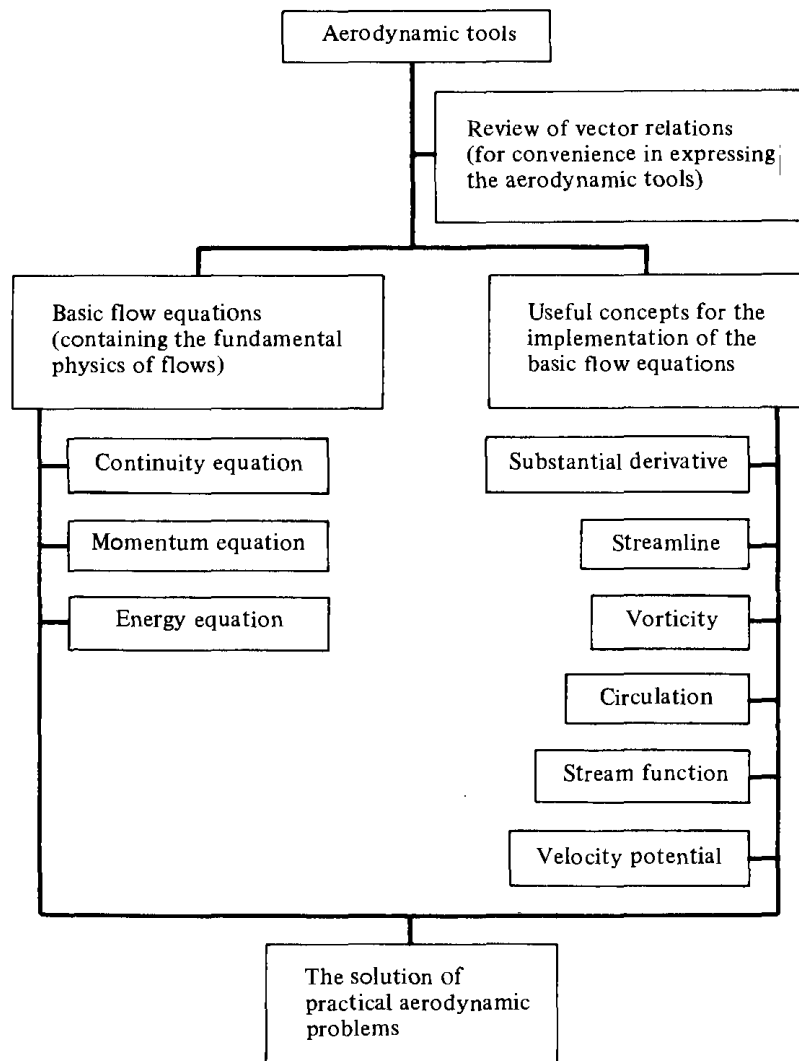 Aerodynamic tools
Review of vector relations
(for convenience in expressing
the aerodynamic tools)
Basic flow equations
(containing the fundamental
physics of flows)
Useful concepts for the
implementation of the
basic flow equations
Continuity equation
Momentum equation
Energy equation
Substantial derivative
Streamline
Vorticity
Circulation
Stream function
Velocity potential
The solution of
practical aerodynamic
problems